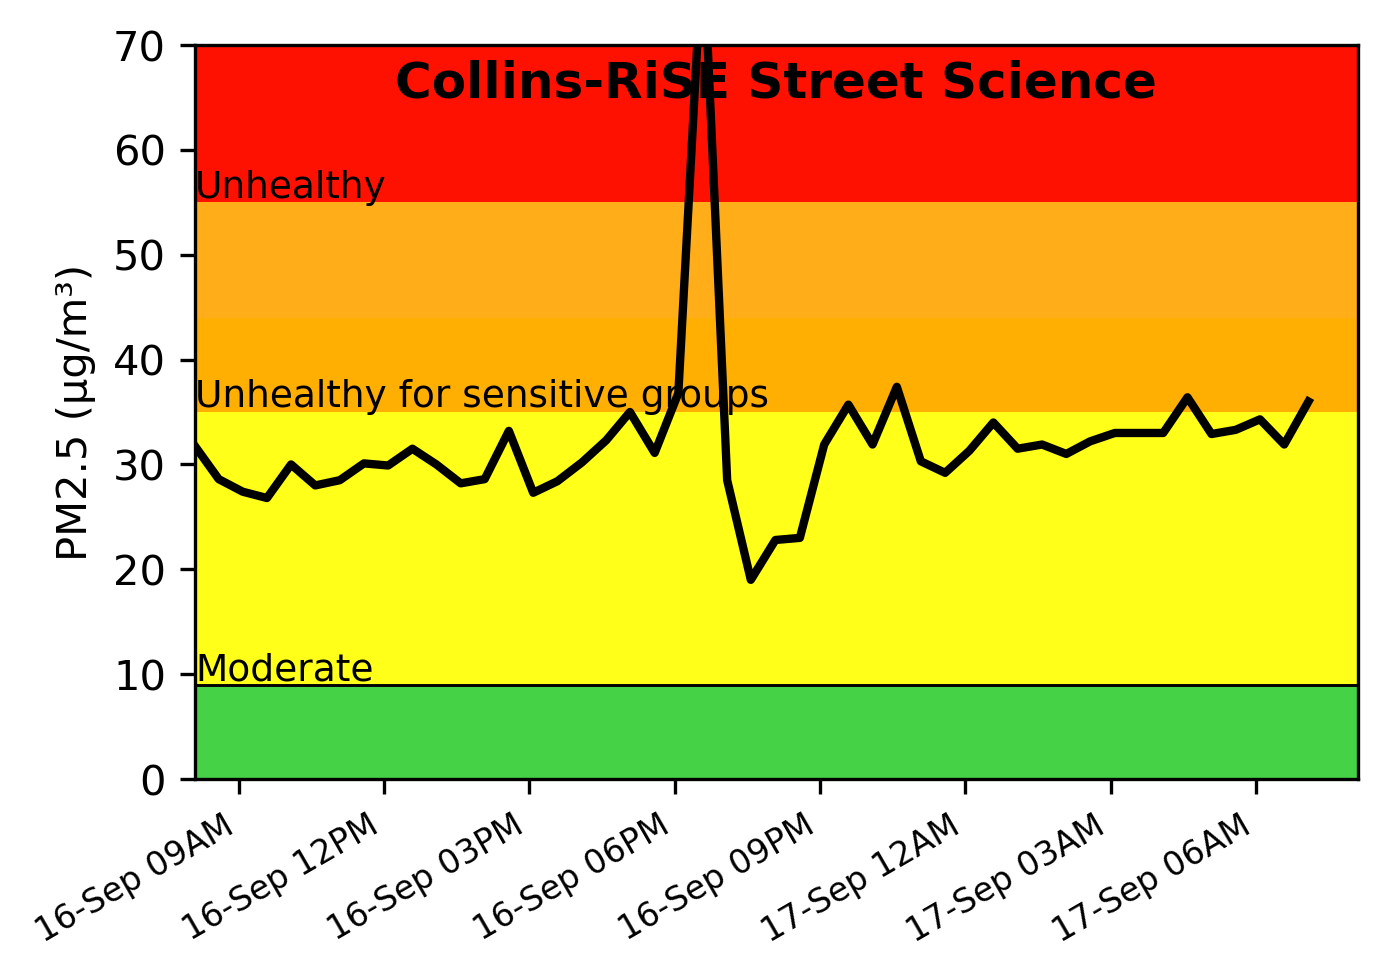 Collins-RiSE Street Science
70
60
Unhealthy
50
40
Unhealthy for sensitive groups
30
20
10
Moderate
0
PM2.5 (µg/m³)
16-Sep 09AM
16-Sep 12PM
16-Sep 03PM
16-Sep 06PM
16-Sep 09PM
17-Sep 12AM
17-Sep 03AM
17-Sep 06AM